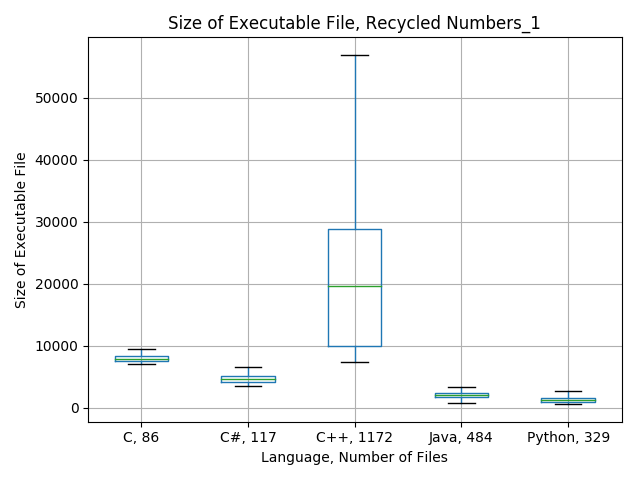 Size of Executable File, Recycled Numbers_1
Size of Executable File
50000
40000
30000
20000
10000
0
C, 86 C#, 117 C++, 1172 Java, 484 Python, 329
Language, Number of Files